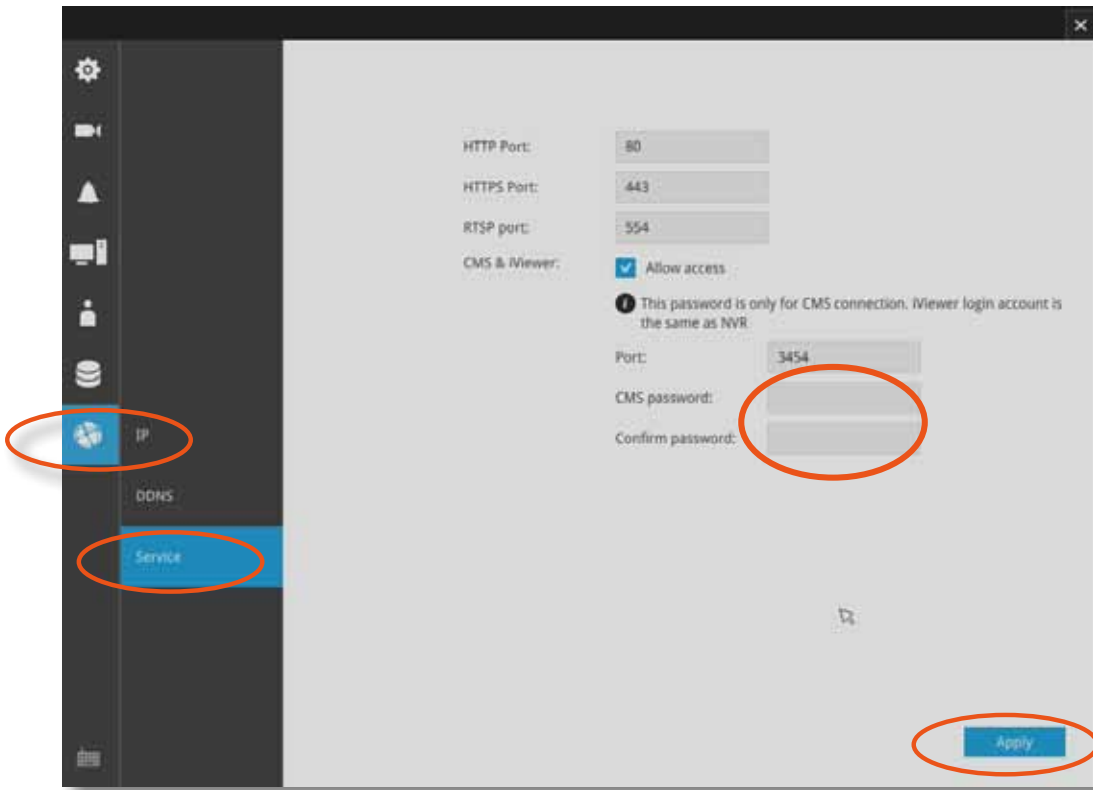 HTTP Port: 80
HTTPS Port: 443
RTSP port: 554
CMS & iViewer: Allow access
This password is only for CMS connection. iViewer login account is
the same as NVR
Port: 3454
CMS password:
IP
Confirm password:
DDNS
Service
Apply